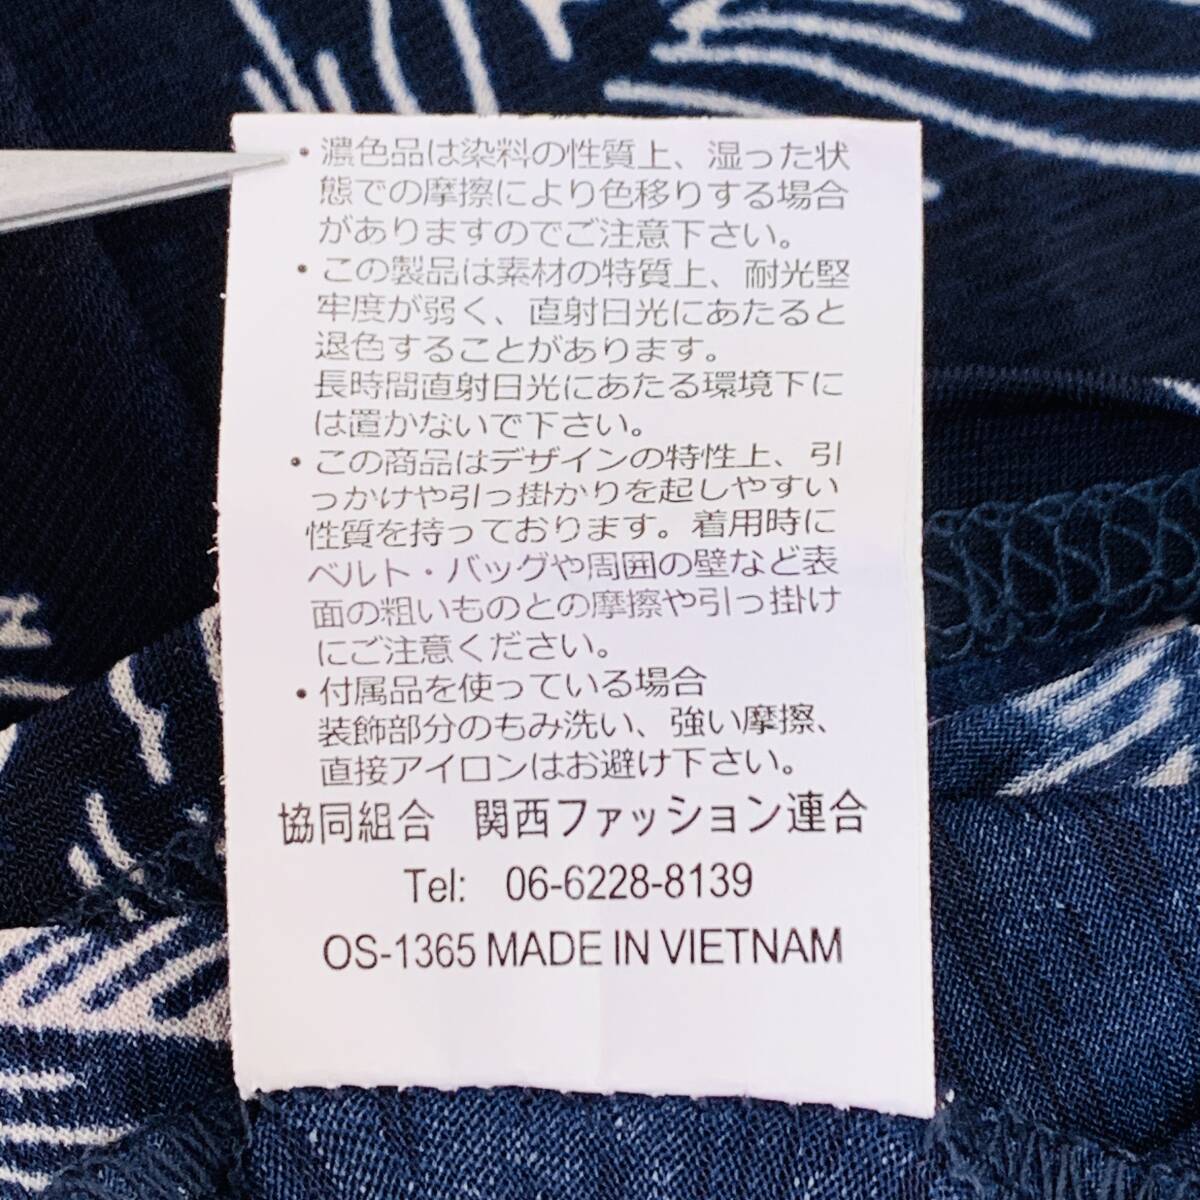 ・濃色品は染料の性質上、湿った状
態での摩擦により色移りする場合
がありますのでご注意下さい。
・この製品は素材の特質上、耐光堅
牢度が弱く、直射日光にあたると
退色することがあります。
長時間直射日光にあたる環境下に
は置かないで下さい。
・この商品はデザインの特性上、引
っかけや引っ掛かりを起しやすい
性質を持っております。着用時に
ベルト・バッグや周囲の壁など表
面の粗いものとの摩擦や引っ掛け
にご注意ください。
・付属品を使っている場合
装飾部分のもみ洗い、強い摩擦、
直接アイロンはお避け下さい。
協同組合　関西ファッション連合
Tel:　06-6228-8139
OS-1365 MADE IN VIETNAM